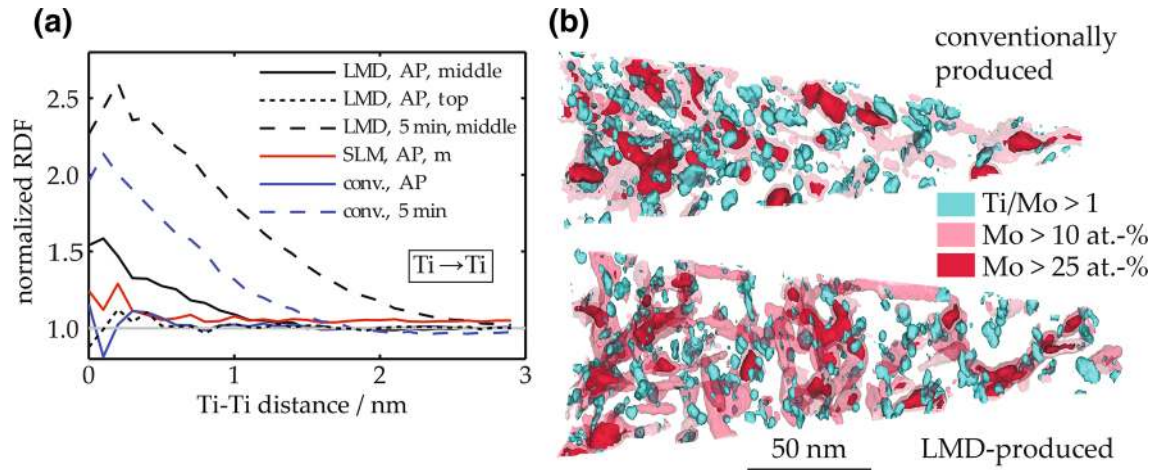 (a)
normalized RDF
2.5
2.0
1.5
1.0
0
1
2
3
Ti-Ti distance / nm
LMD, AP, middle
LMD, AP, top
LMD, 5 min, middle
SLM, AP, m
conv., AP
conv., 5 min
Ti→Ti
(b)
conventionally
produced
Ti/Mo > 1
Mo > 10 at.-%
Mo > 25 at.-%
50 nm
LMD-produced